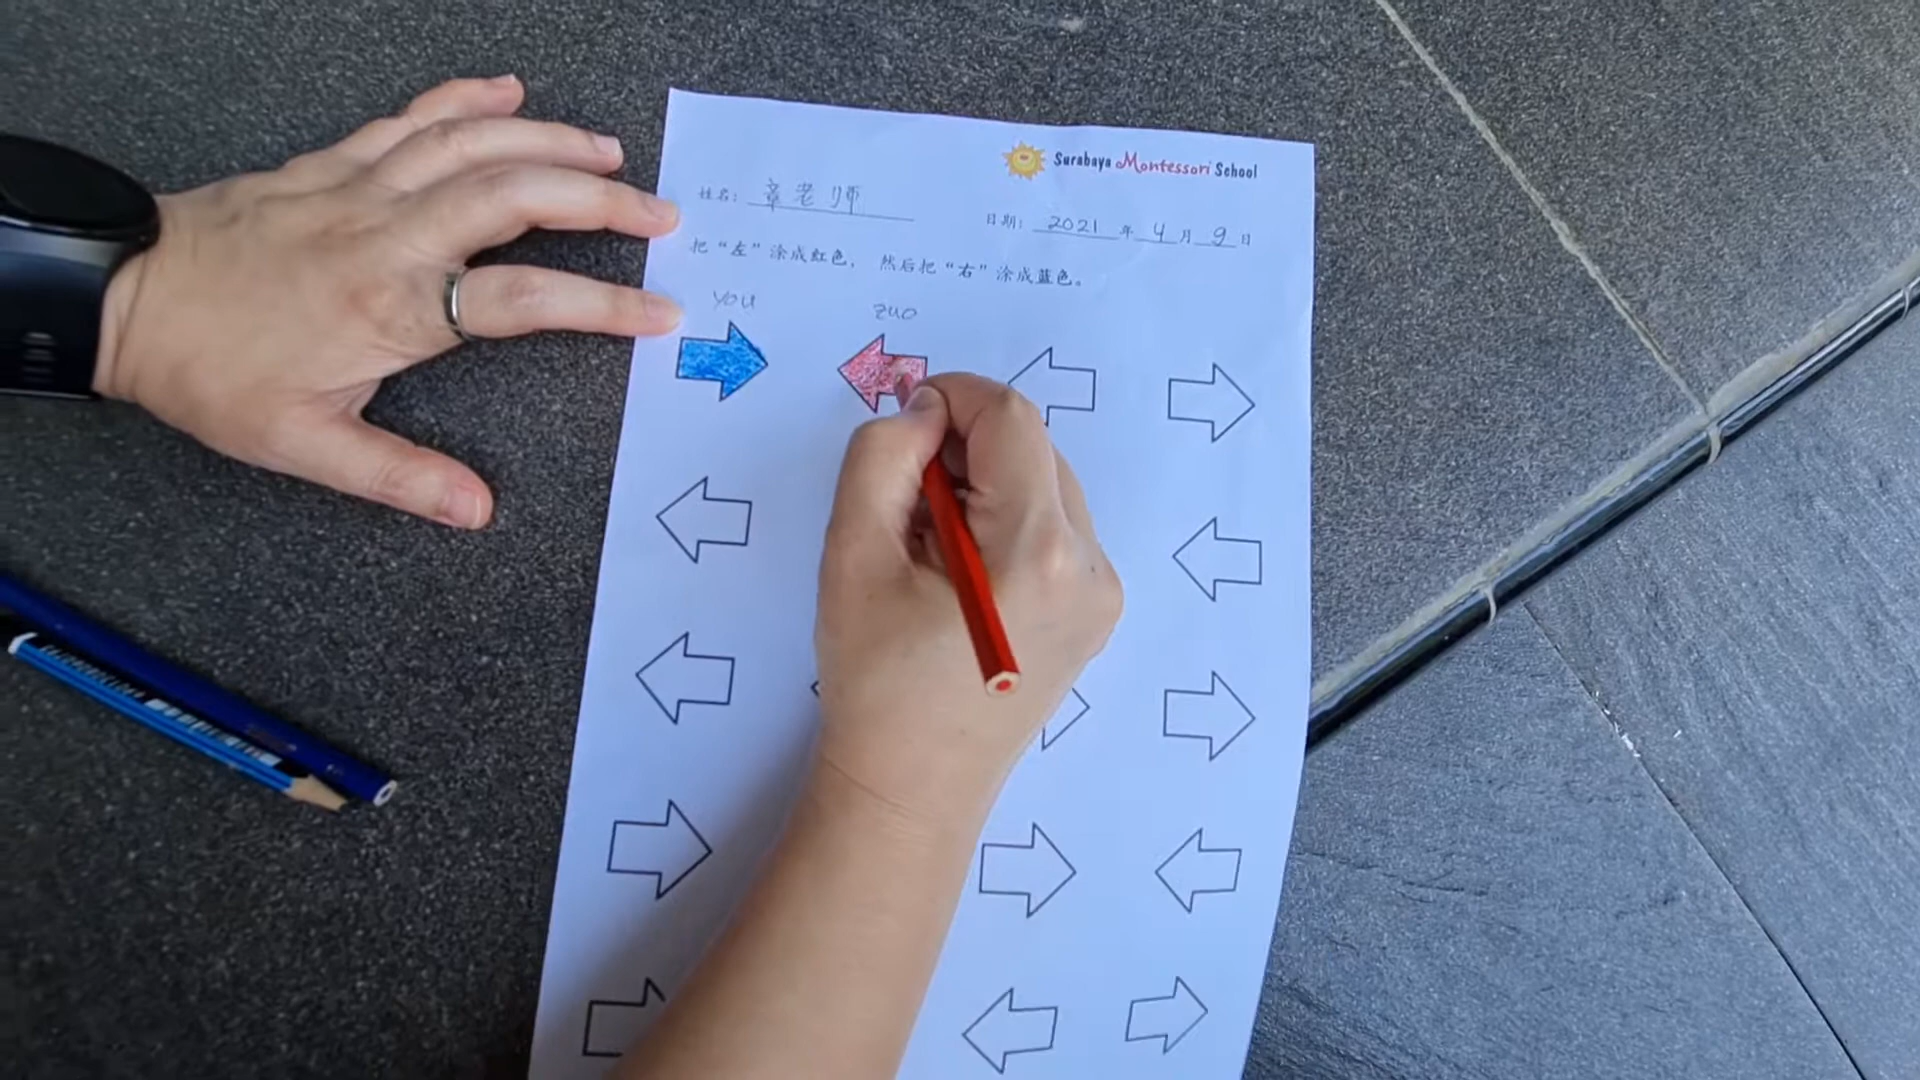 Surabaya Montessori School
姓名: 章老师
日期: 2021 年 4 月 9 日
把“左”涂成红色, 然后把“右”涂成蓝色。
you zuo